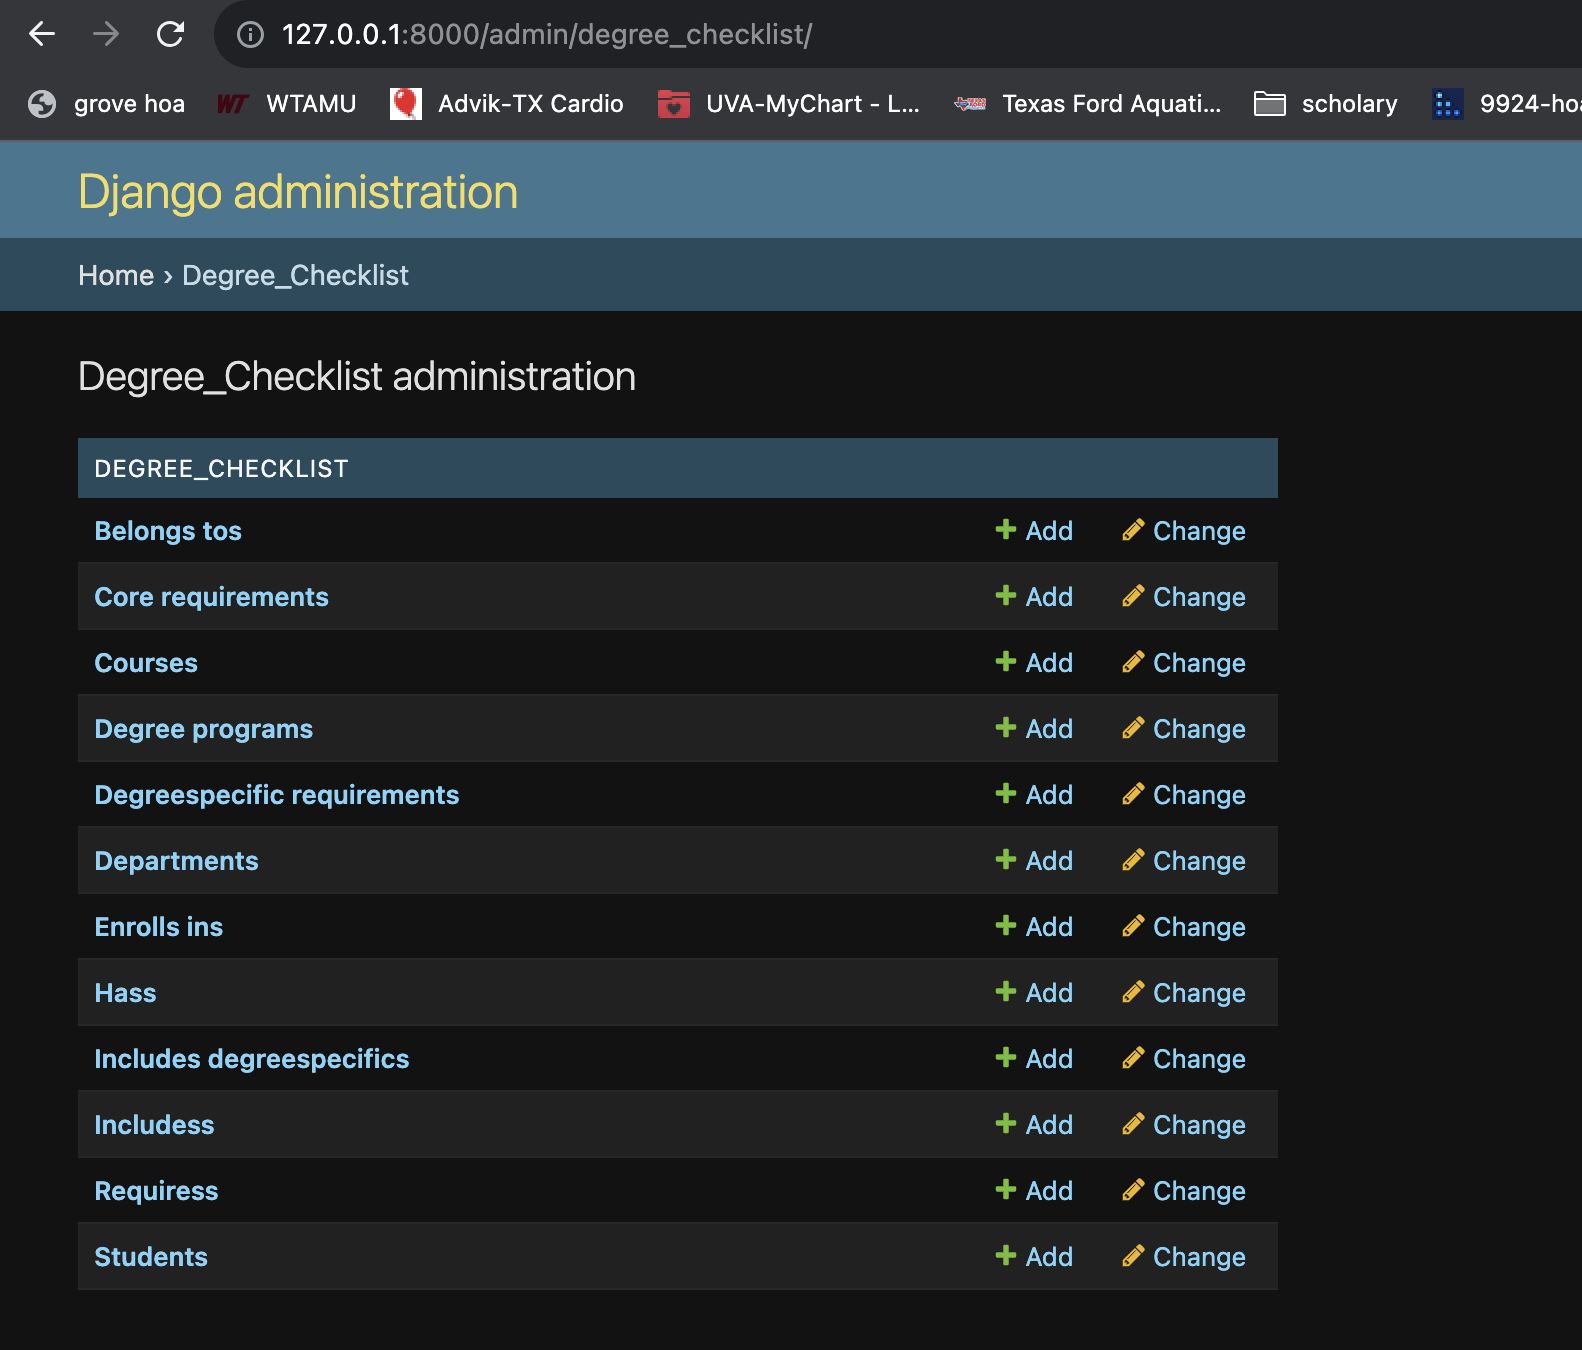 127.0.0.1:8000/admin/degree_checklist/
grove hoa WT WTAMU Advik-TX Cardio UVA-MyChart - L... Texas Ford Aquati... scholary 9924-hoa
Django administration
Home › Degree_Checklist
Degree_Checklist administration
DEGREE_CHECKLIST
Belongs tos Add Change
Core requirements Add Change
Courses Add Change
Degree programs Add Change
Degreespecific requirements Add Change
Departments Add Change
Enrolls ins Add Change
Hass Add Change
Includes degreespecifics Add Change
Includess Add Change
Requiress Add Change
Students Add Change